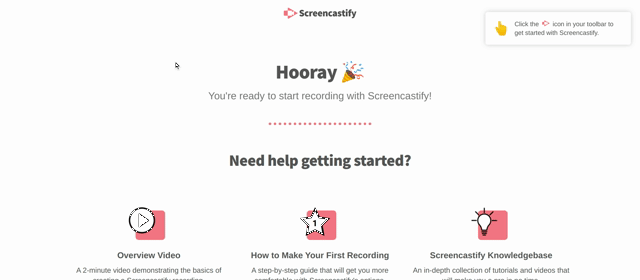 Screencastify
Click the icon in your toolbar to
get started with Screencastify.
Hooray
You're ready to start recording with Screencastify!
Need help getting started?
1
Overview Video
How to Make Your First Recording
Screencastify Knowledgebase
A 2-minute video demonstrating the basics of
A step-by-step guide that will get you more
An in-depth collection of tutorials and videos that